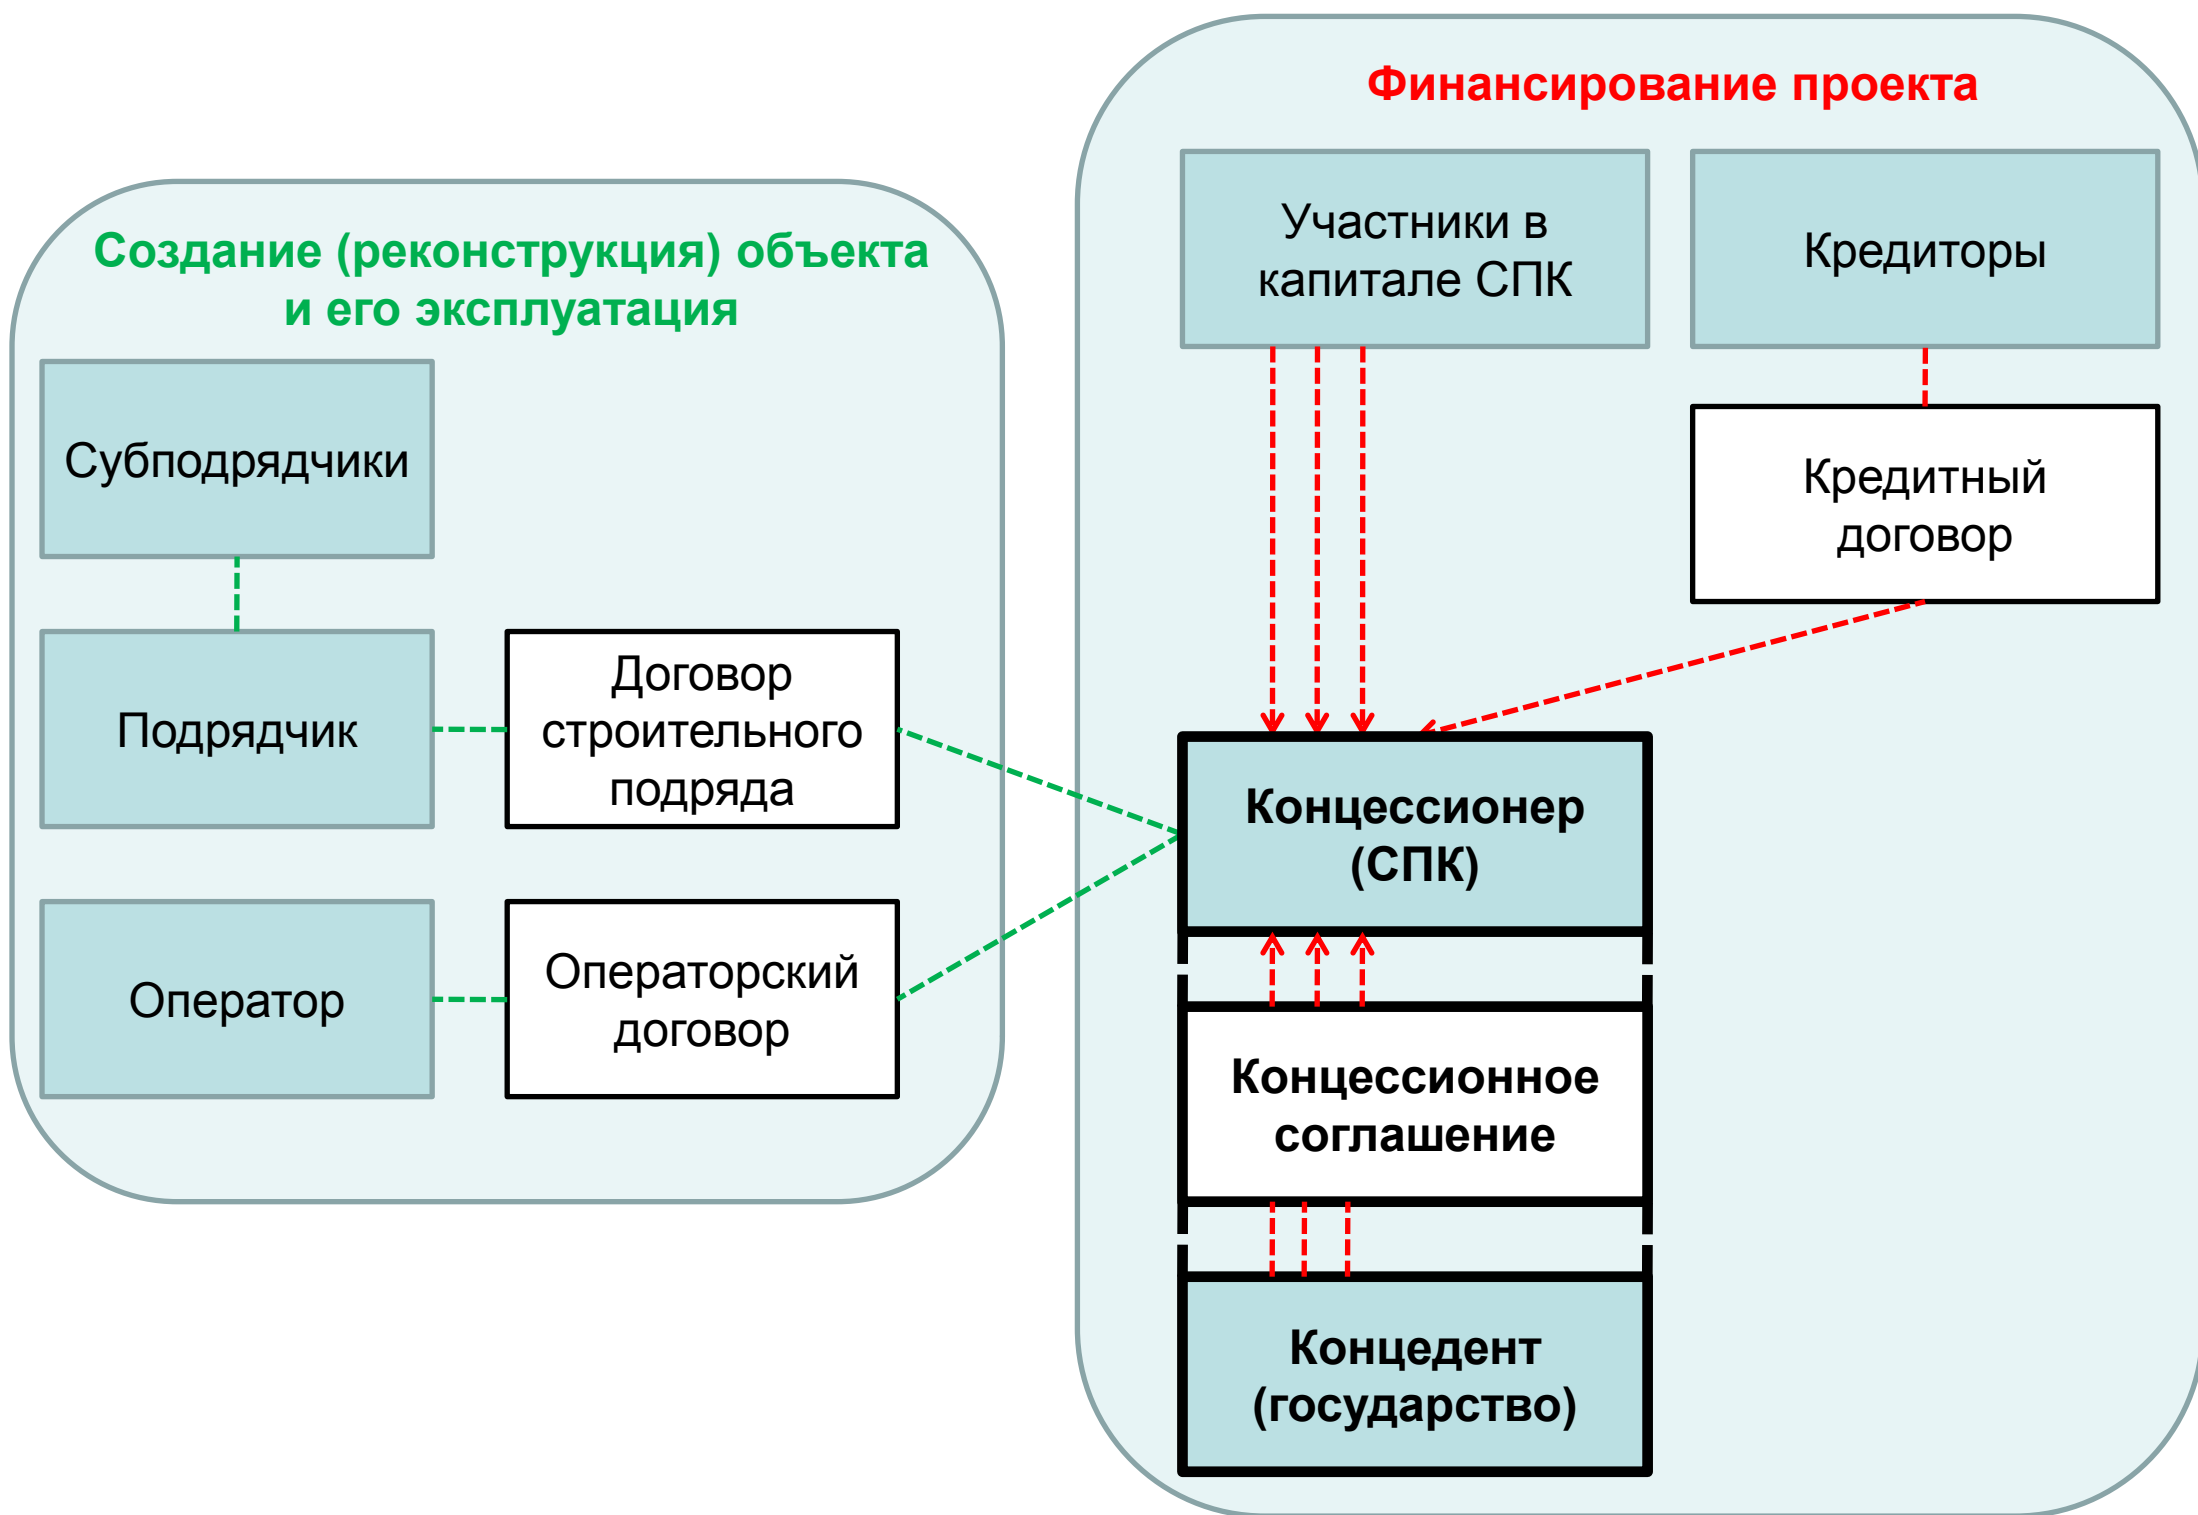 Финансирование проекта
Участники в
капитале СПК
Кредиторы
Создание (реконструкция) объекта
и его эксплуатация
Субподрядчики
Кредитный
договор
Подрядчик
Договор
строительного
подряда
Концессионер
(СПК)
Оператор
Операторский
договор
Концессионное
соглашение
Концедент
(государство)